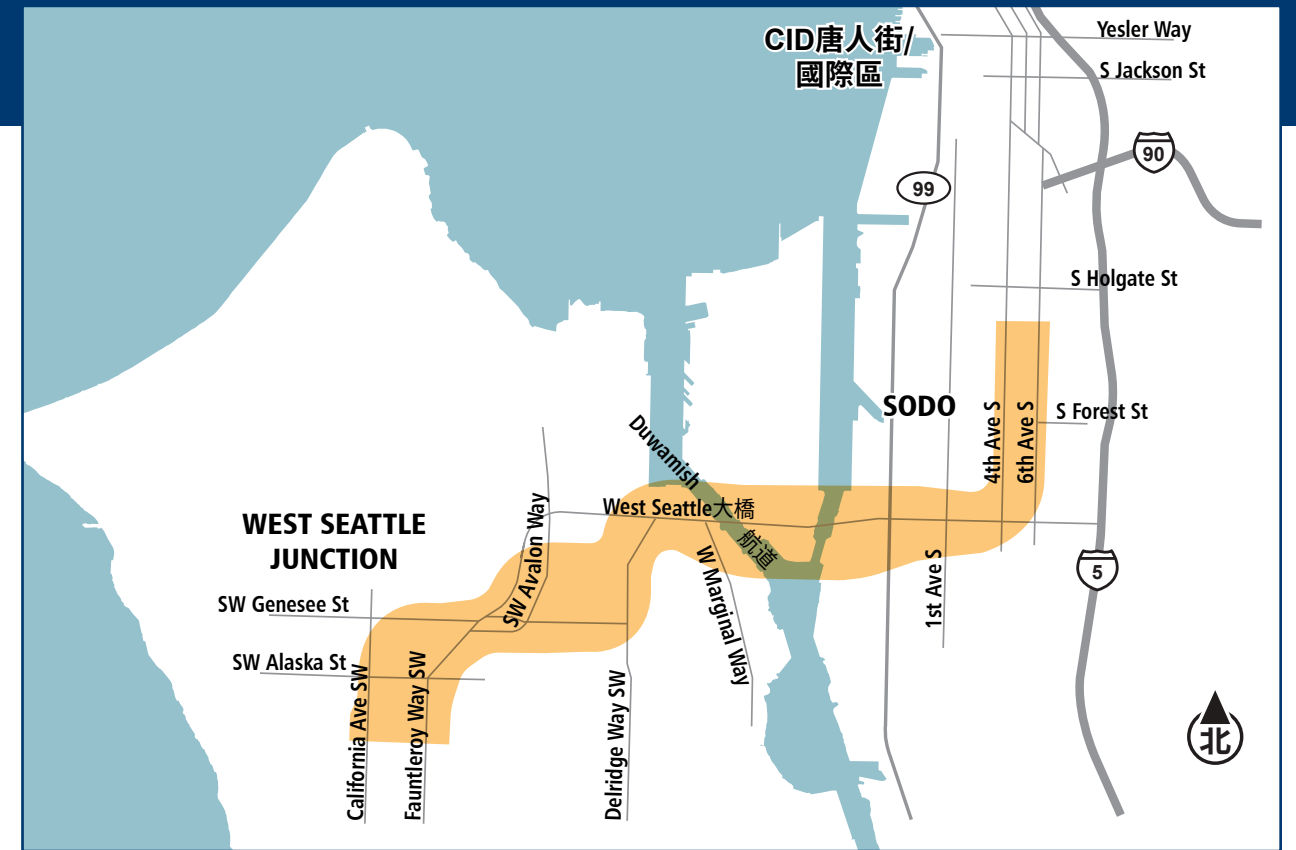 CID唐人街/
國際區
Yesler Way
S Jackson St
90
99
S Holgate St
SODO
4th Ave S
6th Ave S
S Forest St
Duwamish
航道
West Seattle大橋
WEST SEATTLE
JUNCTION
SW Avalon Way
W Marginal Way
1st Ave S
5
SW Genesee St
SW Alaska St
California Ave SW
Fauntleroy Way SW
Delridge Way SW
北